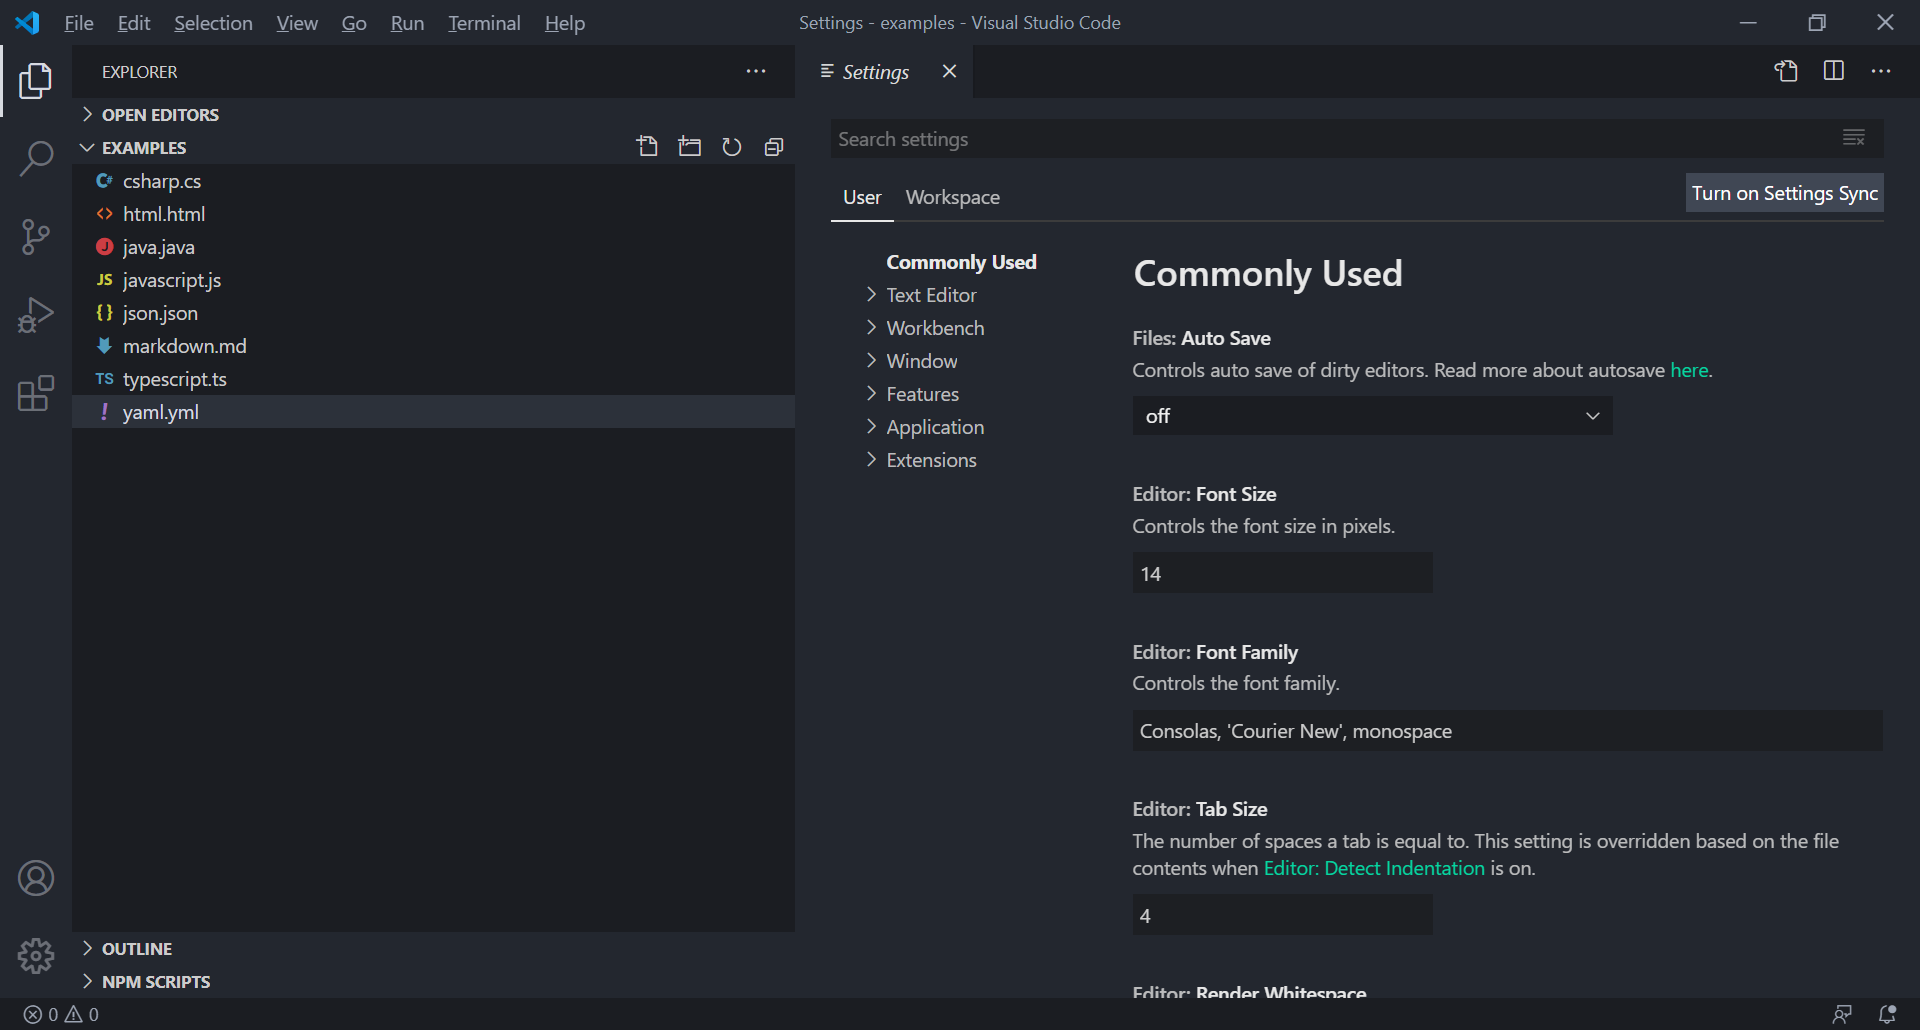 File Edit Selection View Go Run Terminal Help
Settings - examples - Visual Studio Code
EXPLORER
OPEN EDITORS
EXAMPLES
C# csharp.cs
<> html.html
J java.java
JS javascript.js
{} json.json
markdown.md
TS typescript.ts
! yaml.yml
OUTLINE
NPM SCRIPTS
Settings
Search settings
User Workspace
Turn on Settings Sync
Commonly Used
Text Editor
Workbench
Window
Features
Application
Extensions
Commonly Used
Files: Auto Save
Controls auto save of dirty editors. Read more about autosave here.
off
Editor: Font Size
Controls the font size in pixels.
14
Editor: Font Family
Controls the font family.
Consolas, 'Courier New', monospace
Editor: Tab Size
The number of spaces a tab is equal to. This setting is overridden based on the file
contents when Editor: Detect Indentation is on.
4
Editor: Render Whitespace
0 0